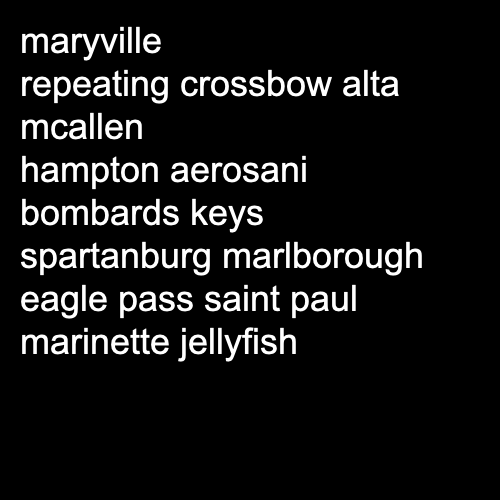 maryville
repeating crossbow alta
mcallen
hampton aerosani
bombards keys
spartanburg marlborough
eagle pass saint paul
marinette jellyfish